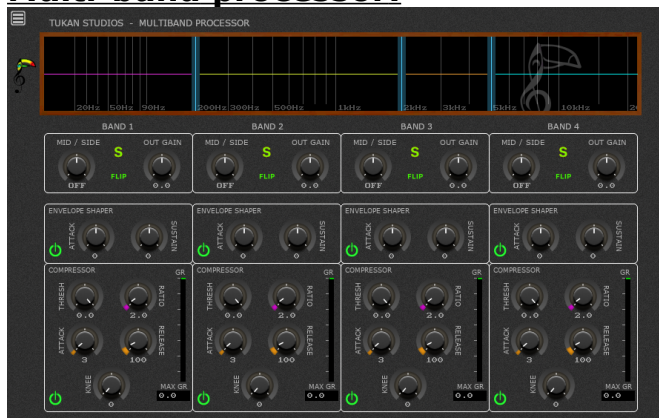 Multi band processor:
TUKAN STUDIOS - MULTIBAND PROCESSOR
20Hz 50Hz 90Hz 200Hz 300Hz 500Hz 1kHz 2kHz 3kHz 5kHz 10kHz
BAND 1 BAND 2 BAND 3 BAND 4
MID / SIDE S OUT GAIN MID / SIDE S OUT GAIN MID / SIDE S OUT GAIN MID / SIDE S OUT GAIN
OFF FLIP 0.0 OFF FLIP 0.0 OFF FLIP 0.0 OFF FLIP 0.0
ENVELOPE SHAPER ENVELOPE SHAPER ENVELOPE SHAPER ENVELOPE SHAPER
ATTACK SUSTAIN ATTACK SUSTAIN ATTACK SUSTAIN ATTACK SUSTAIN
0 0 0 0 0 0 0 0
COMPRESSOR GR COMPRESSOR GR COMPRESSOR GR COMPRESSOR GR
THRESH RATIO THRESH RATIO THRESH RATIO THRESH RATIO
0.0 2.0 0.0 2.0 0.0 2.0 0.0 2.0
ATTACK RELEASE ATTACK RELEASE ATTACK RELEASE ATTACK RELEASE
3 100 3 100 3 100 3 100
KNEE MAX GR KNEE MAX GR KNEE MAX GR KNEE MAX GR
0 0.0 0 0.0 0 0.0 0 0.0